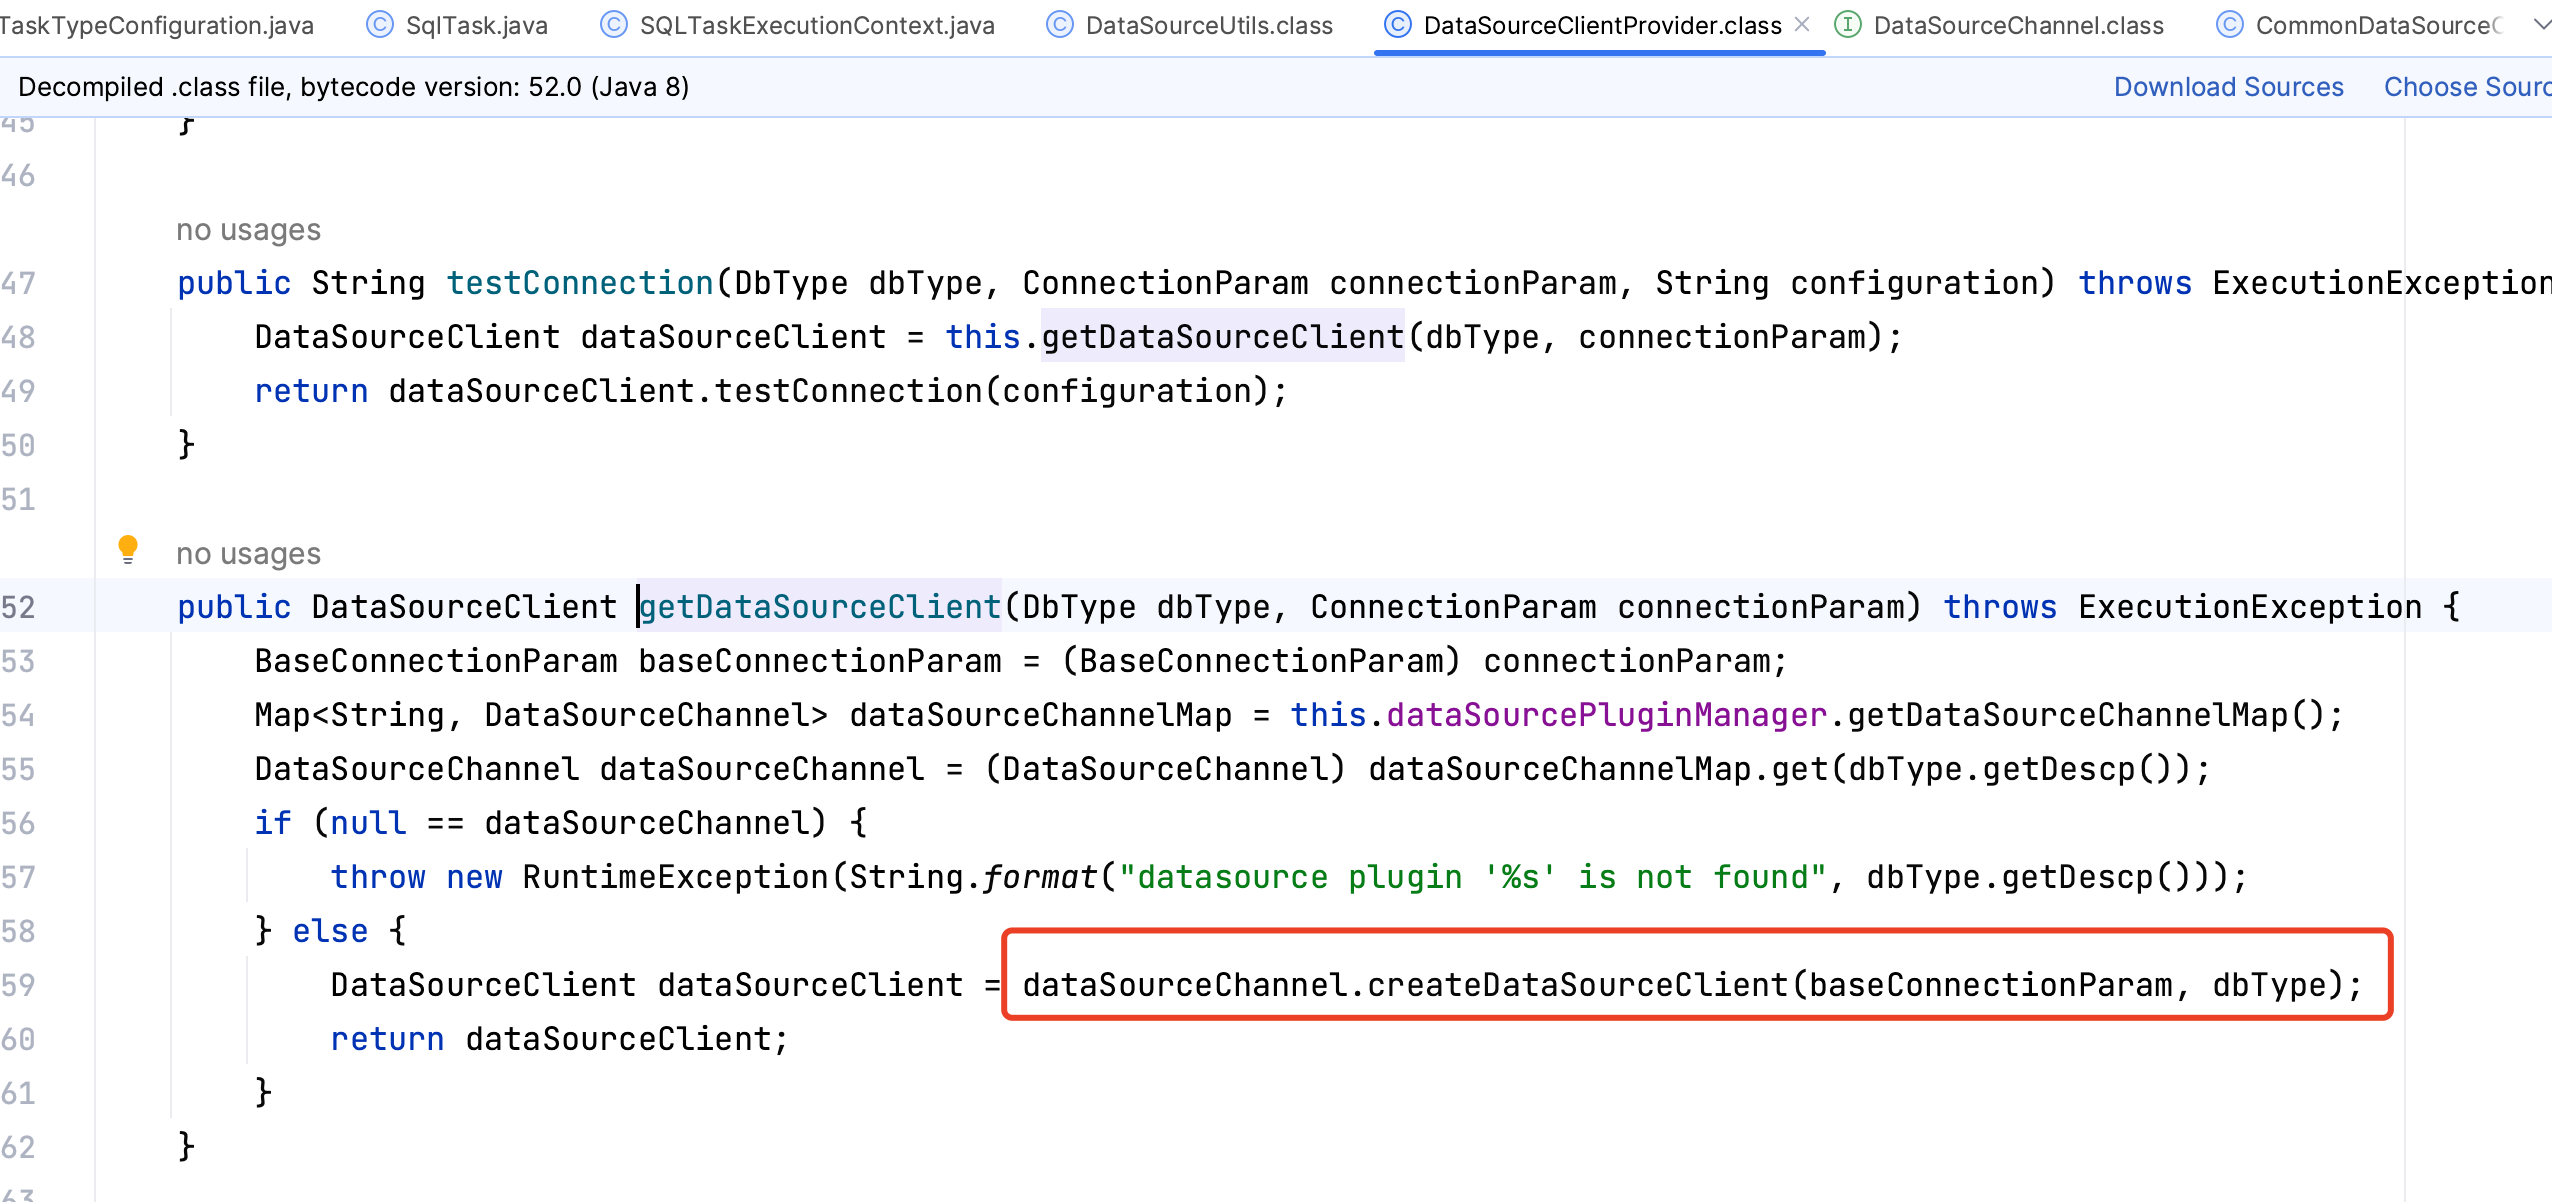 TaskTypeConfiguration.java SqlTask.java SQLTaskExecutionContext.java DataSourceUtils.class DataSourceClientProvider.class DataSourceChannel.class CommonDataSourceC
Decompiled .class file, bytecode version: 52.0 (Java 8) Download Sources Choose Sourc
45 }
46
no usages
47 public String testConnection(DbType dbType, ConnectionParam connectionParam, String configuration) throws ExecutionException
48 DataSourceClient dataSourceClient = this.getDataSourceClient(dbType, connectionParam);
49 return dataSourceClient.testConnection(configuration);
50 }
51
no usages
52 public DataSourceClient getDataSourceClient(DbType dbType, ConnectionParam connectionParam) throws ExecutionException {
53 BaseConnectionParam baseConnectionParam = (BaseConnectionParam) connectionParam;
54 Map<String, DataSourceChannel> dataSourceChannelMap = this.dataSourcePluginManager.getDataSourceChannelMap();
55 DataSourceChannel dataSourceChannel = (DataSourceChannel) dataSourceChannelMap.get(dbType.getDescp());
56 if (null == dataSourceChannel) {
57 throw new RuntimeException(String.format("datasource plugin '%s' is not found", dbType.getDescp()));
58 } else {
59 DataSourceClient dataSourceClient = dataSourceChannel.createDataSourceClient(baseConnectionParam, dbType);
60 return dataSourceClient;
61 }
62 }
63